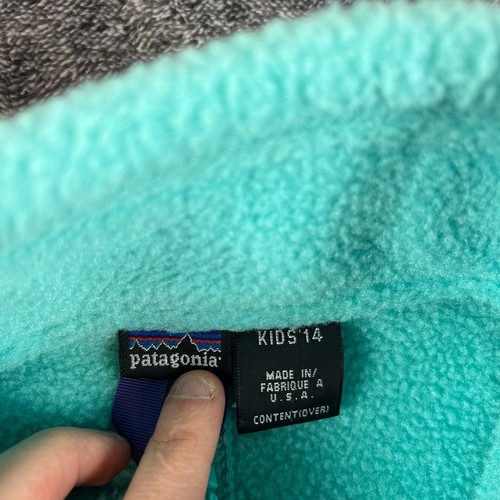 patagonia
KIDS'14
MADE IN/
FABRIQUE A
U.S.A.
CONTENT(OVER)